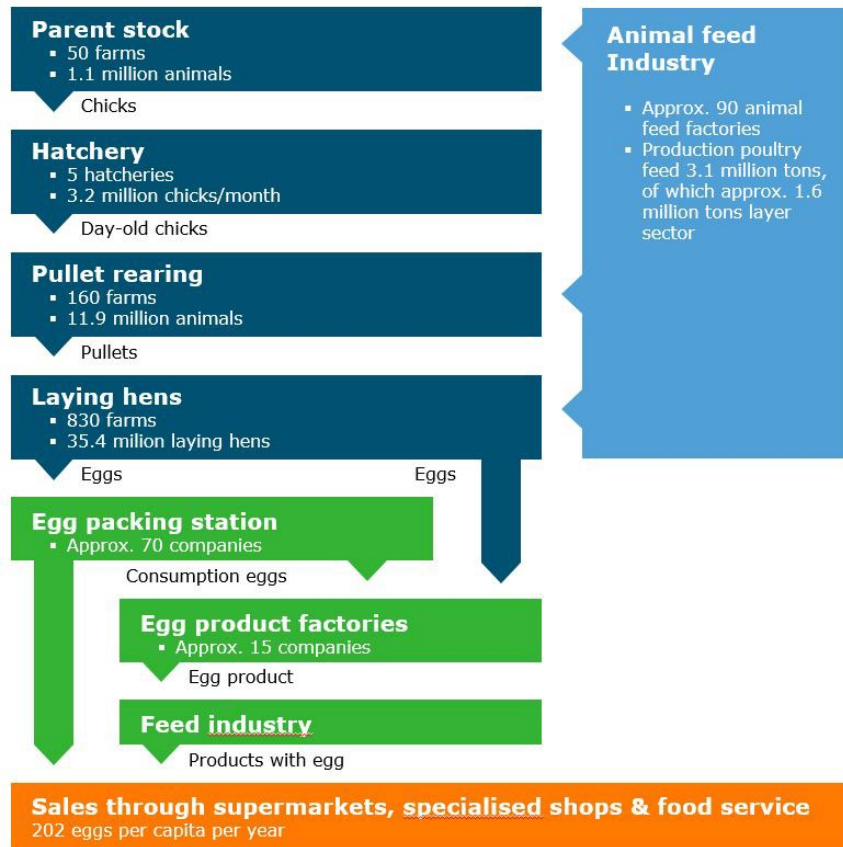 Parent stock
▪ 50 farms
▪ 1.1 million animals
Chicks
Hatchery
▪ 5 hatcheries
▪ 3.2 million chicks/month
Day-old chicks
Pullet rearing
▪ 160 farms
▪ 11.9 million animals
Pullets
Laying hens
▪ 830 farms
▪ 35.4 milion laying hens
Eggs
Eggs
Egg packing station
▪ Approx. 70 companies
Consumption eggs
Egg product factories
▪ Approx. 15 companies
Egg product
Feed industry
Products with egg
Sales through supermarkets, specialised shops & food service
202 eggs per capita per year
Animal feed
Industry
▪ Approx. 90 animal
feed factories
▪ Production poultry
feed 3.1 million tons,
of which approx. 1.6
million tons layer
sector